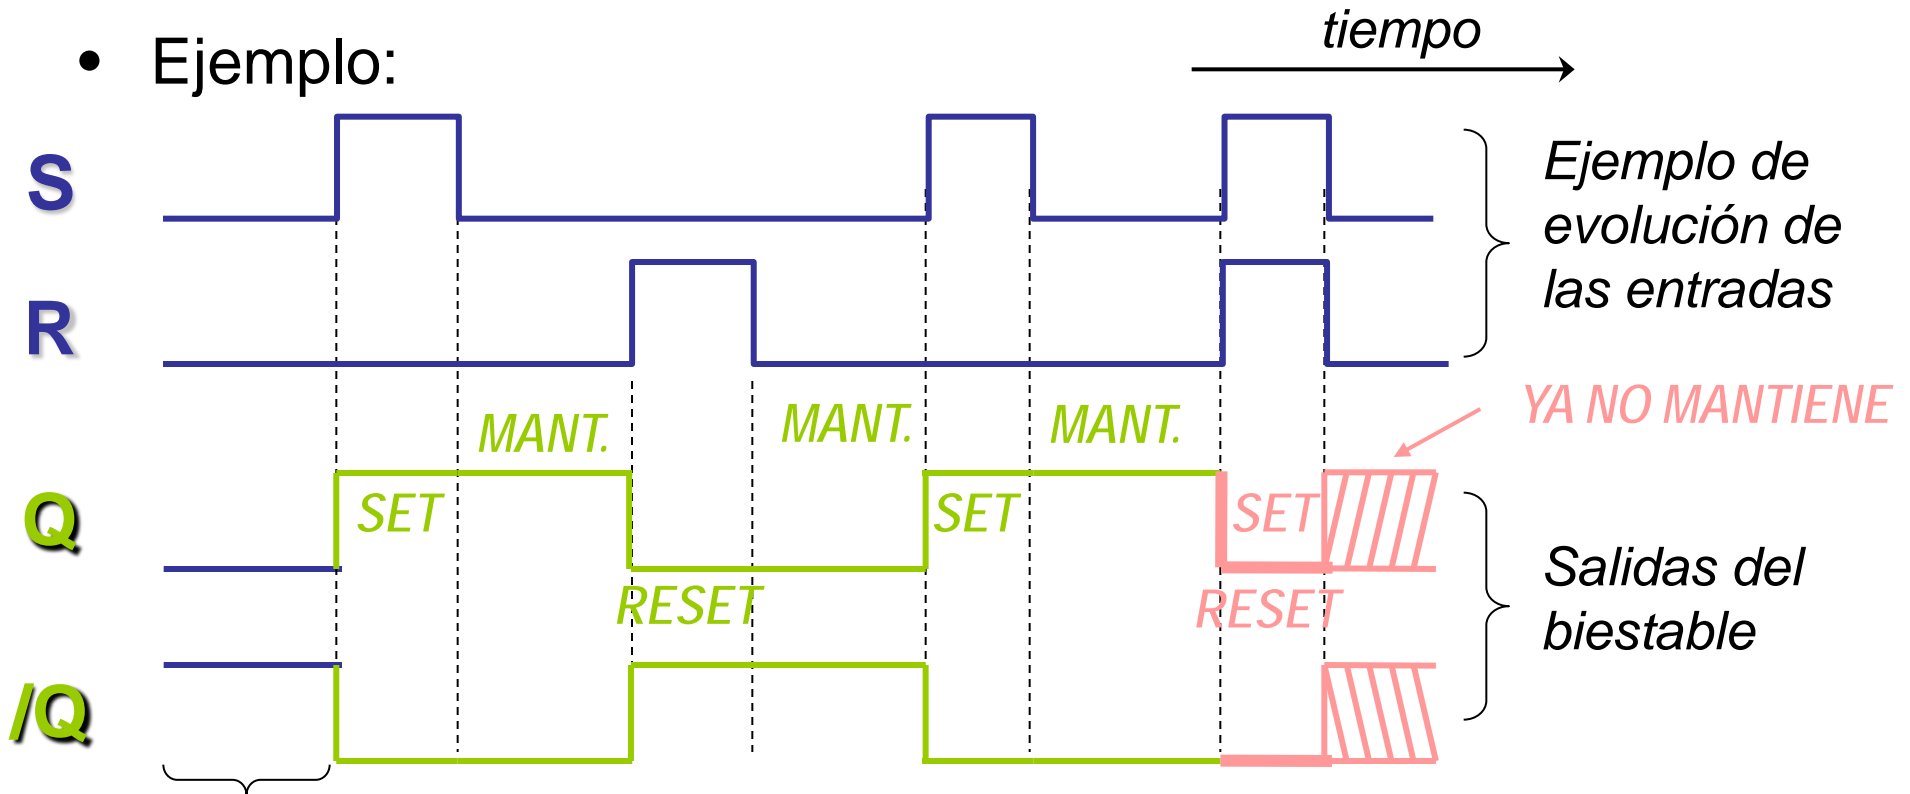 • Ejemplo:
tiempo
S
Ejemplo de
evolución de
las entradas
R
YA NO MANTIENE
MANT.
MANT.
MANT.
Q
SET
SET
SET
RESET
RESET
Salidas del
biestable
/Q